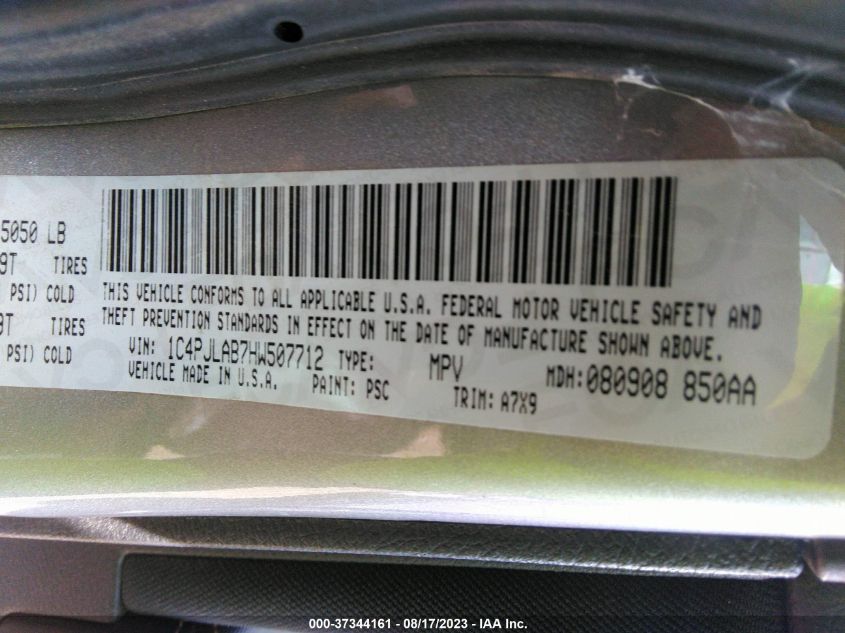 5050 LB
9T TIRES
PSI) COLD
9T TIRES
PSI) COLD
THIS VEHICLE CONFORMS TO ALL APPLICABLE U.S.A. FEDERAL MOTOR VEHICLE SAFETY AND
THEFT PREVENTION STANDARDS IN EFFECT ON THE DATE OF MANUFACTURE SHOWN ABOVE.
VIN: 1C4PJLAB7HW507712 TYPE: MPV MDH:080908 850AA
VEHICLE MADE IN U.S.A. PAINT: PSC TRIM: A7X9
000-37344161 - 08/17/2023 - IAA Inc.